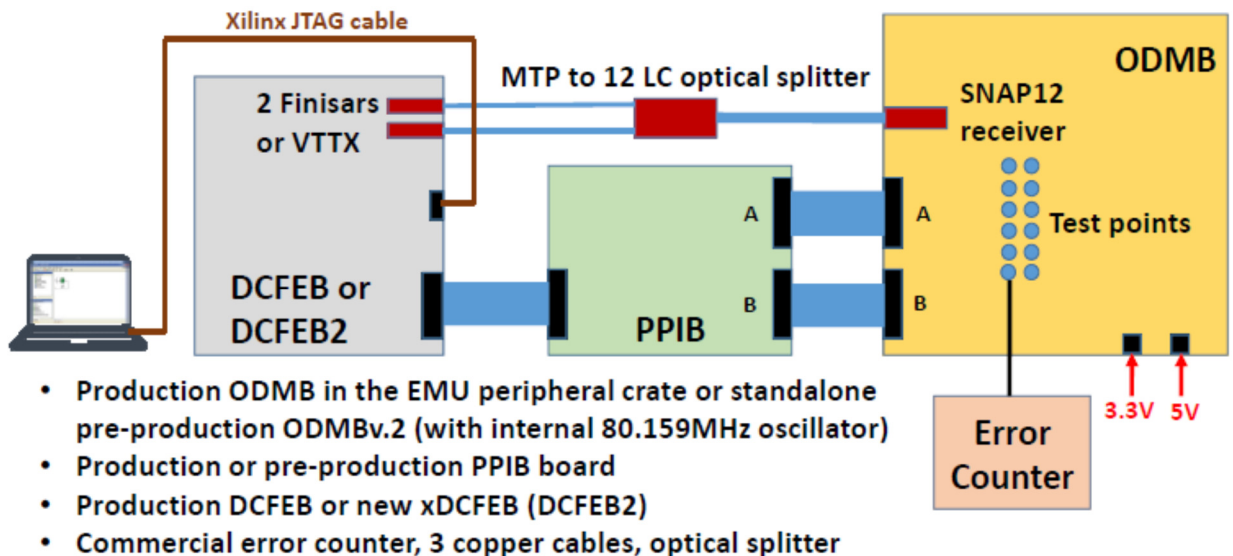 Xilinx JTAG cable
MTP to 12 LC optical splitter
ODMB
2 Finisars
or VTTX
SNAP12
receiver
A
A
Test points
DCFEB or
DCFEB2
B
B
PPIB
3.3V
5V
Error
Counter
• Production ODMB in the EMU peripheral crate or standalone
pre-production ODMBv.2 (with internal 80.159MHz oscillator)
• Production or pre-production PPIB board
• Production DCFEB or new xDCFEB (DCFEB2)
• Commercial error counter, 3 copper cables, optical splitter